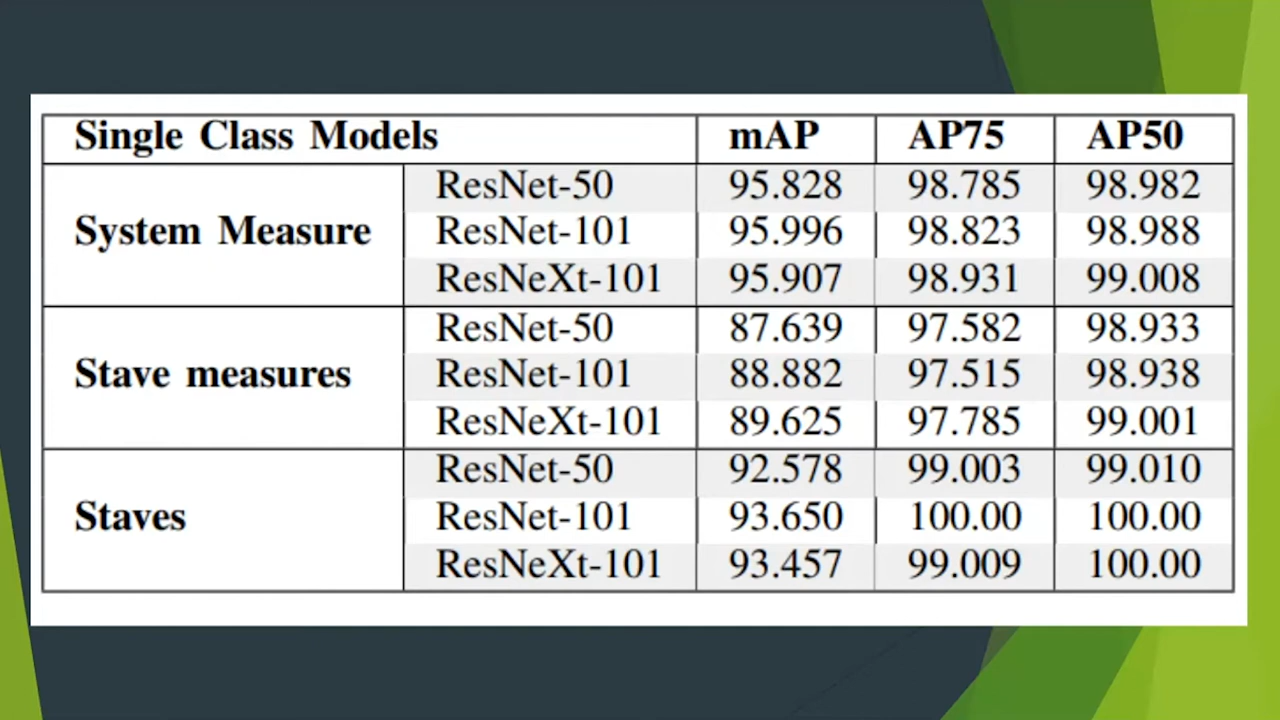 Single Class Models mAP AP75 AP50
ResNet-50 95.828 98.785 98.982
System Measure ResNet-101 95.996 98.823 98.988
ResNeXt-101 95.907 98.931 99.008
ResNet-50 87.639 97.582 98.933
Stave measures ResNet-101 88.882 97.515 98.938
ResNeXt-101 89.625 97.785 99.001
ResNet-50 92.578 99.003 99.010
Staves ResNet-101 93.650 100.00 100.00
ResNeXt-101 93.457 99.009 100.00